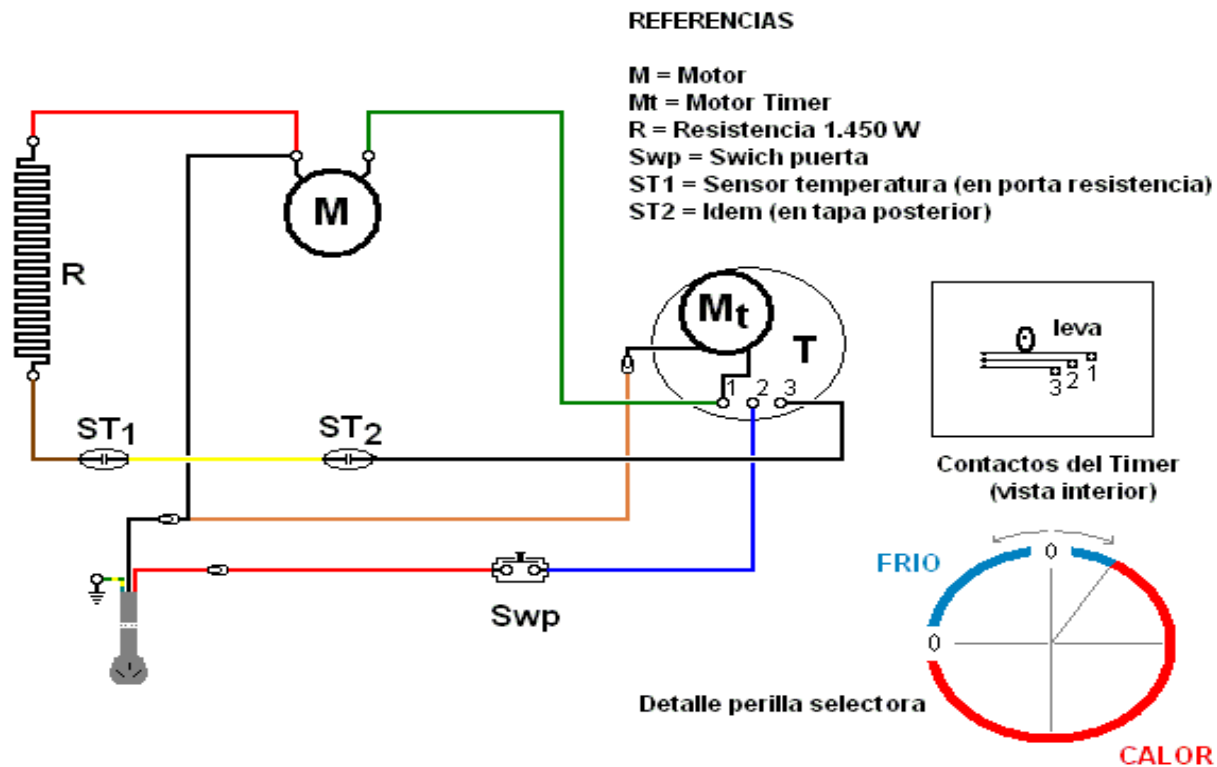 REFERENCIAS
M = Motor
Mt = Motor Timer
R = Resistencia 1.450 W
Swp = Swich puerta
ST1 = Sensor temperatura (en porta resistencia)
ST2 = Idem (en tapa posterior)
M
R
Mt
T
1 2 3
ST1
ST2
0 leva
3 2 1
Contactos del Timer
(vista interior)
Swp
FRIO
0
0
Detalle perilla selectora
CALOR